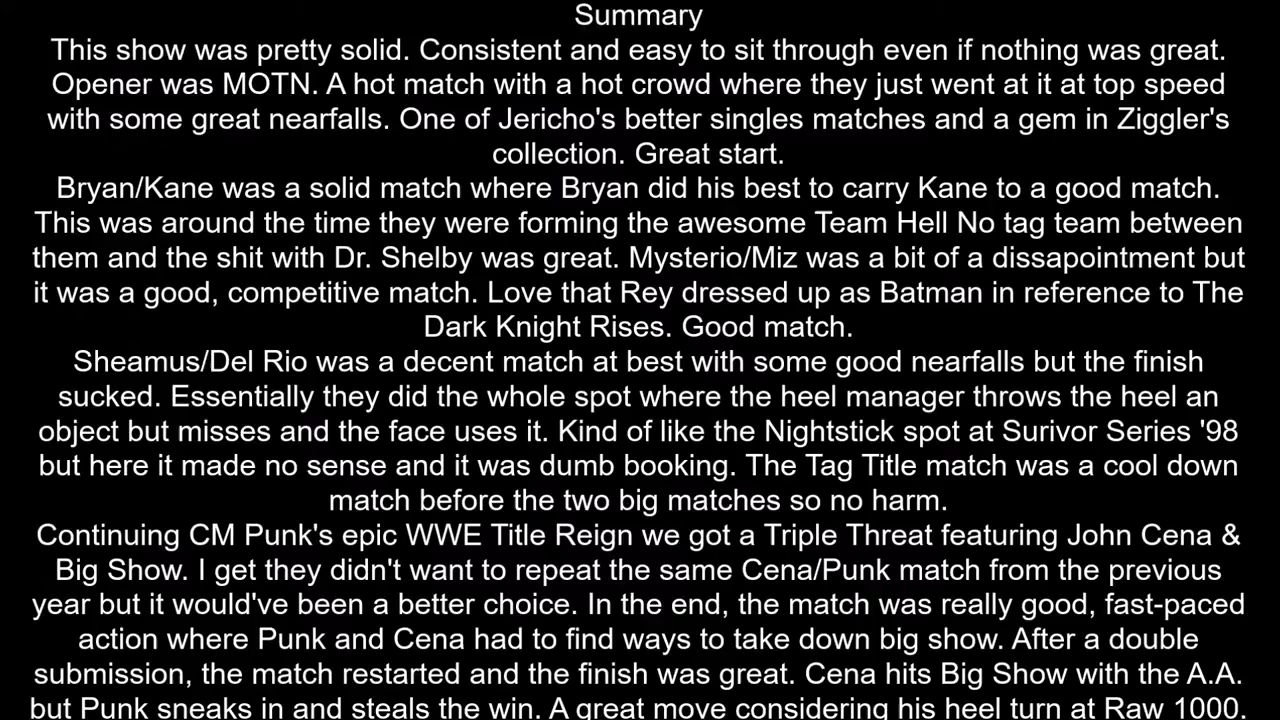 Summary
This show was pretty solid. Consistent and easy to sit through even if nothing was great.
Opener was MOTN. A hot match with a hot crowd where they just went at it at top speed
with some great nearfalls. One of Jericho's better singles matches and a gem in Ziggler's
collection. Great start.
Bryan/Kane was a solid match where Bryan did his best to carry Kane to a good match.
This was around the time they were forming the awesome Team Hell No tag team between
them and the shit with Dr. Shelby was great. Mysterio/Miz was a bit of a dissapointment but
it was a good, competitive match. Love that Rey dressed up as Batman in reference to The
Dark Knight Rises. Good match.
Sheamus/Del Rio was a decent match at best with some good nearfalls but the finish
sucked. Essentially they did the whole spot where the heel manager throws the heel an
object but misses and the face uses it. Kind of like the Nightstick spot at Surivor Series '98
but here it made no sense and it was dumb booking. The Tag Title match was a cool down
match before the two big matches so no harm.
Continuing CM Punk's epic WWE Title Reign we got a Triple Threat featuring John Cena &
Big Show. I get they didn't want to repeat the same Cena/Punk match from the previous
year but it would've been a better choice. In the end, the match was really good, fast-paced
action where Punk and Cena had to find ways to take down big show. After a double
submission, the match restarted and the finish was great. Cena hits Big Show with the A.A.
but Punk sneaks in and steals the win. A great move considering his heel turn at Raw 1000.